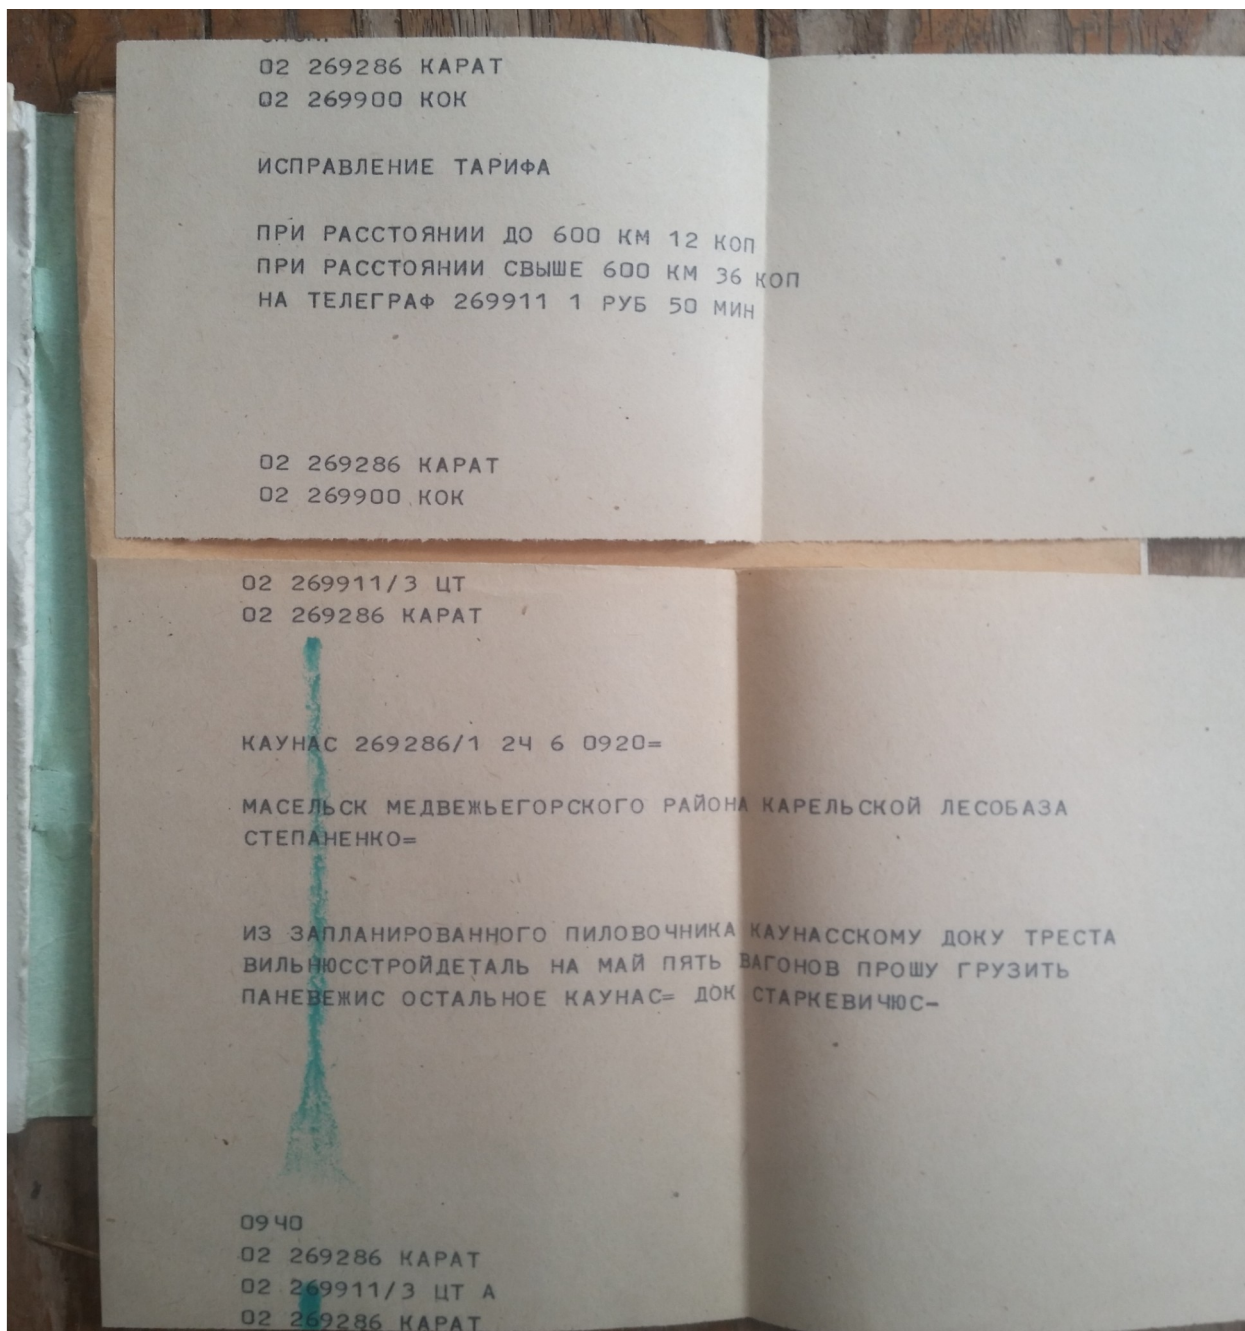 02 269286 КАРАТ
02 269900 КОК
ИСПРАВЛЕНИЕ ТАРИФА
ПРИ РАССТОЯНИИ ДО 600 КМ 12 КОП
ПРИ РАССТОЯНИИ СВЫШЕ 600 КМ 36 КОП
НА ТЕЛЕГРАФ 269911 1 РУБ 50 МИН
02 269286 КАРАТ
02 269900 КОК
02 269911/3 ЦТ
02 269286 КАРАТ
КАУНАС 269286/1 24 6 0920=
МАСЕЛЬСК МЕДВЕЖЬЕГОРСКОГО РАЙОНА КАРЕЛЬСКОЙ ЛЕСОБАЗА
СТЕПАНЕНКО=
ИЗ ЗАПЛАНИРОВАННОГО ПИЛОВОЧНИКА КАУНАССКОМУ ДОКУ ТРЕСТА
ВИЛЬНЮССТРОЙДЕТАЛЬ НА МАЙ ПЯТЬ ВАГОНОВ ПРОШУ ГРУЗИТЬ
ПАНЕВЕЖИС ОСТАЛЬНОЕ КАУНАС= ДОК СТАРКЕВИЧЮС-
0940
02 269286 КАРАТ
02 269911/3 ЦТ А
02 269286 КАРАТ